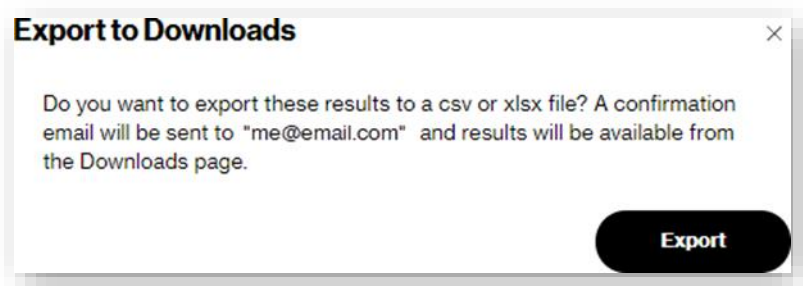 Export to Downloads
Do you want to export these results to a csv or xlsx file? A confirmation
email will be sent to "me@email.com" and results will be available from
the Downloads page.
Export